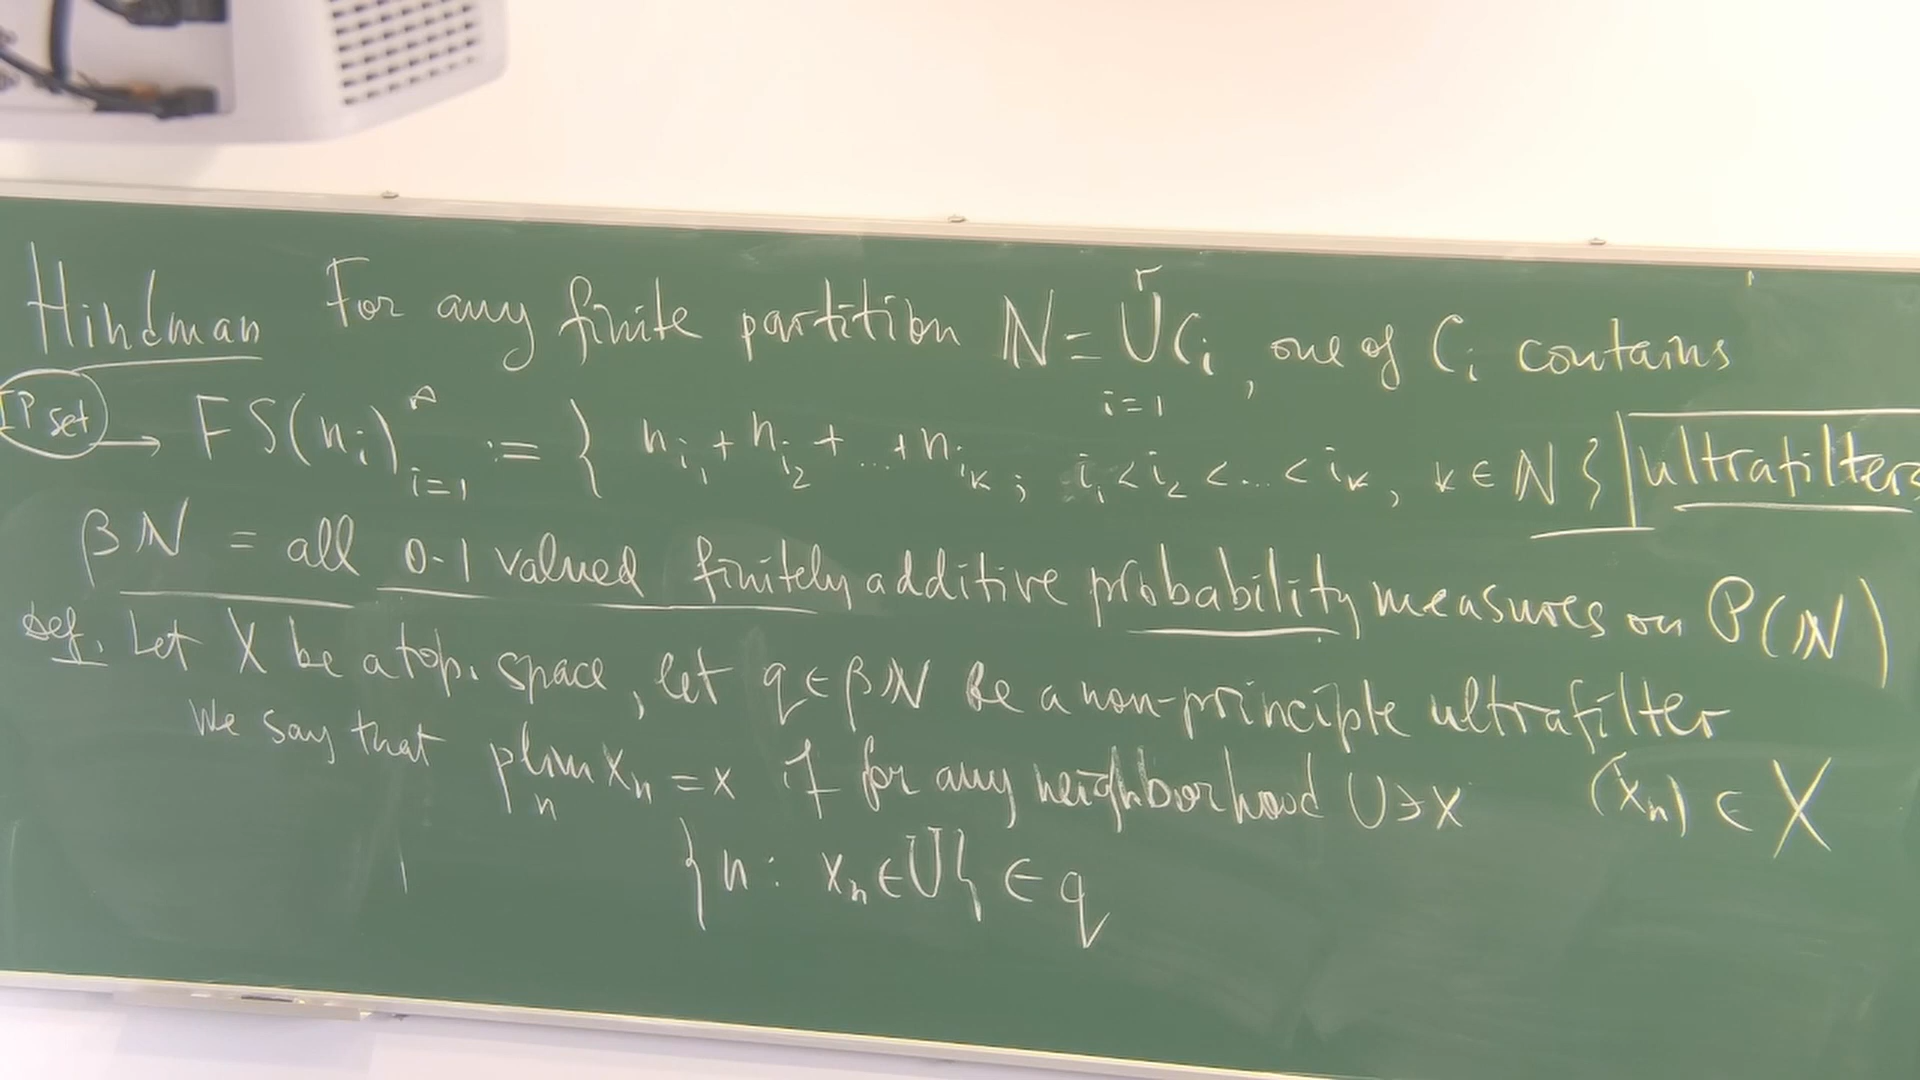 Hindman For any finite partition N = ⋃_{i=1}^{r} C_i, one of C_i contains
IP set → FS(n_i)_{i=1}^{∞} := { n_{i_1} + n_{i_2} + ... + n_{i_k} ; i_1 < i_2 < ... < i_k, k ∈ N } ultrafilters
βN = all 0-1 valued finitely additive probability measures on P(N)
Def. Let X be a top. space, let q ∈ βN be a non-principle ultrafilter
We say that plim_n x_n = x if for any neighborhood U ∋ x (x_n) ⊂ X
{ n : x_n ∈ U } ∈ q